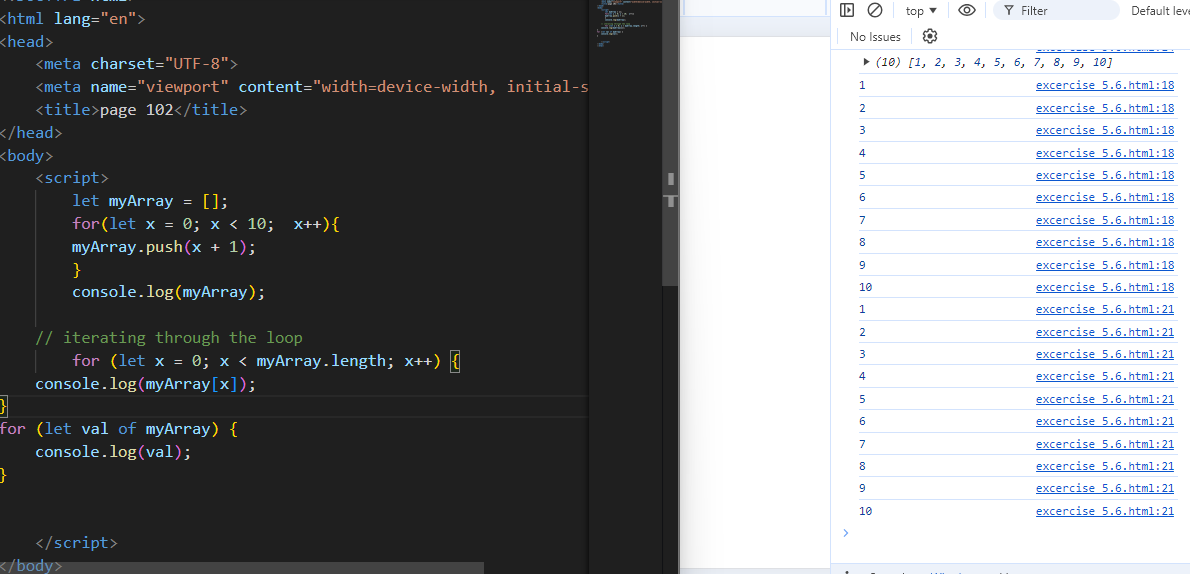 <html lang="en">
<head>
<meta charset="UTF-8">
<meta name="viewport" content="width=device-width, initial-s
<title>page 102</title>
</head>
<body>
<script>
let myArray = [];
for(let x = 0; x < 10;  x++){
myArray.push(x + 1);
}
console.log(myArray);
// iterating through the loop
for (let x = 0; x < myArray.length; x++) {
console.log(myArray[x]);
}
for (let val of myArray) {
console.log(val);
}
</script>
</body>
top
Filter
Default leve
No Issues
(10) [1, 2, 3, 4, 5, 6, 7, 8, 9, 10]
1 excercise 5.6.html:18
2 excercise 5.6.html:18
3 excercise 5.6.html:18
4 excercise 5.6.html:18
5 excercise 5.6.html:18
6 excercise 5.6.html:18
7 excercise 5.6.html:18
8 excercise 5.6.html:18
9 excercise 5.6.html:18
10 excercise 5.6.html:18
1 excercise 5.6.html:21
2 excercise 5.6.html:21
3 excercise 5.6.html:21
4 excercise 5.6.html:21
5 excercise 5.6.html:21
6 excercise 5.6.html:21
7 excercise 5.6.html:21
8 excercise 5.6.html:21
9 excercise 5.6.html:21
10 excercise 5.6.html:21